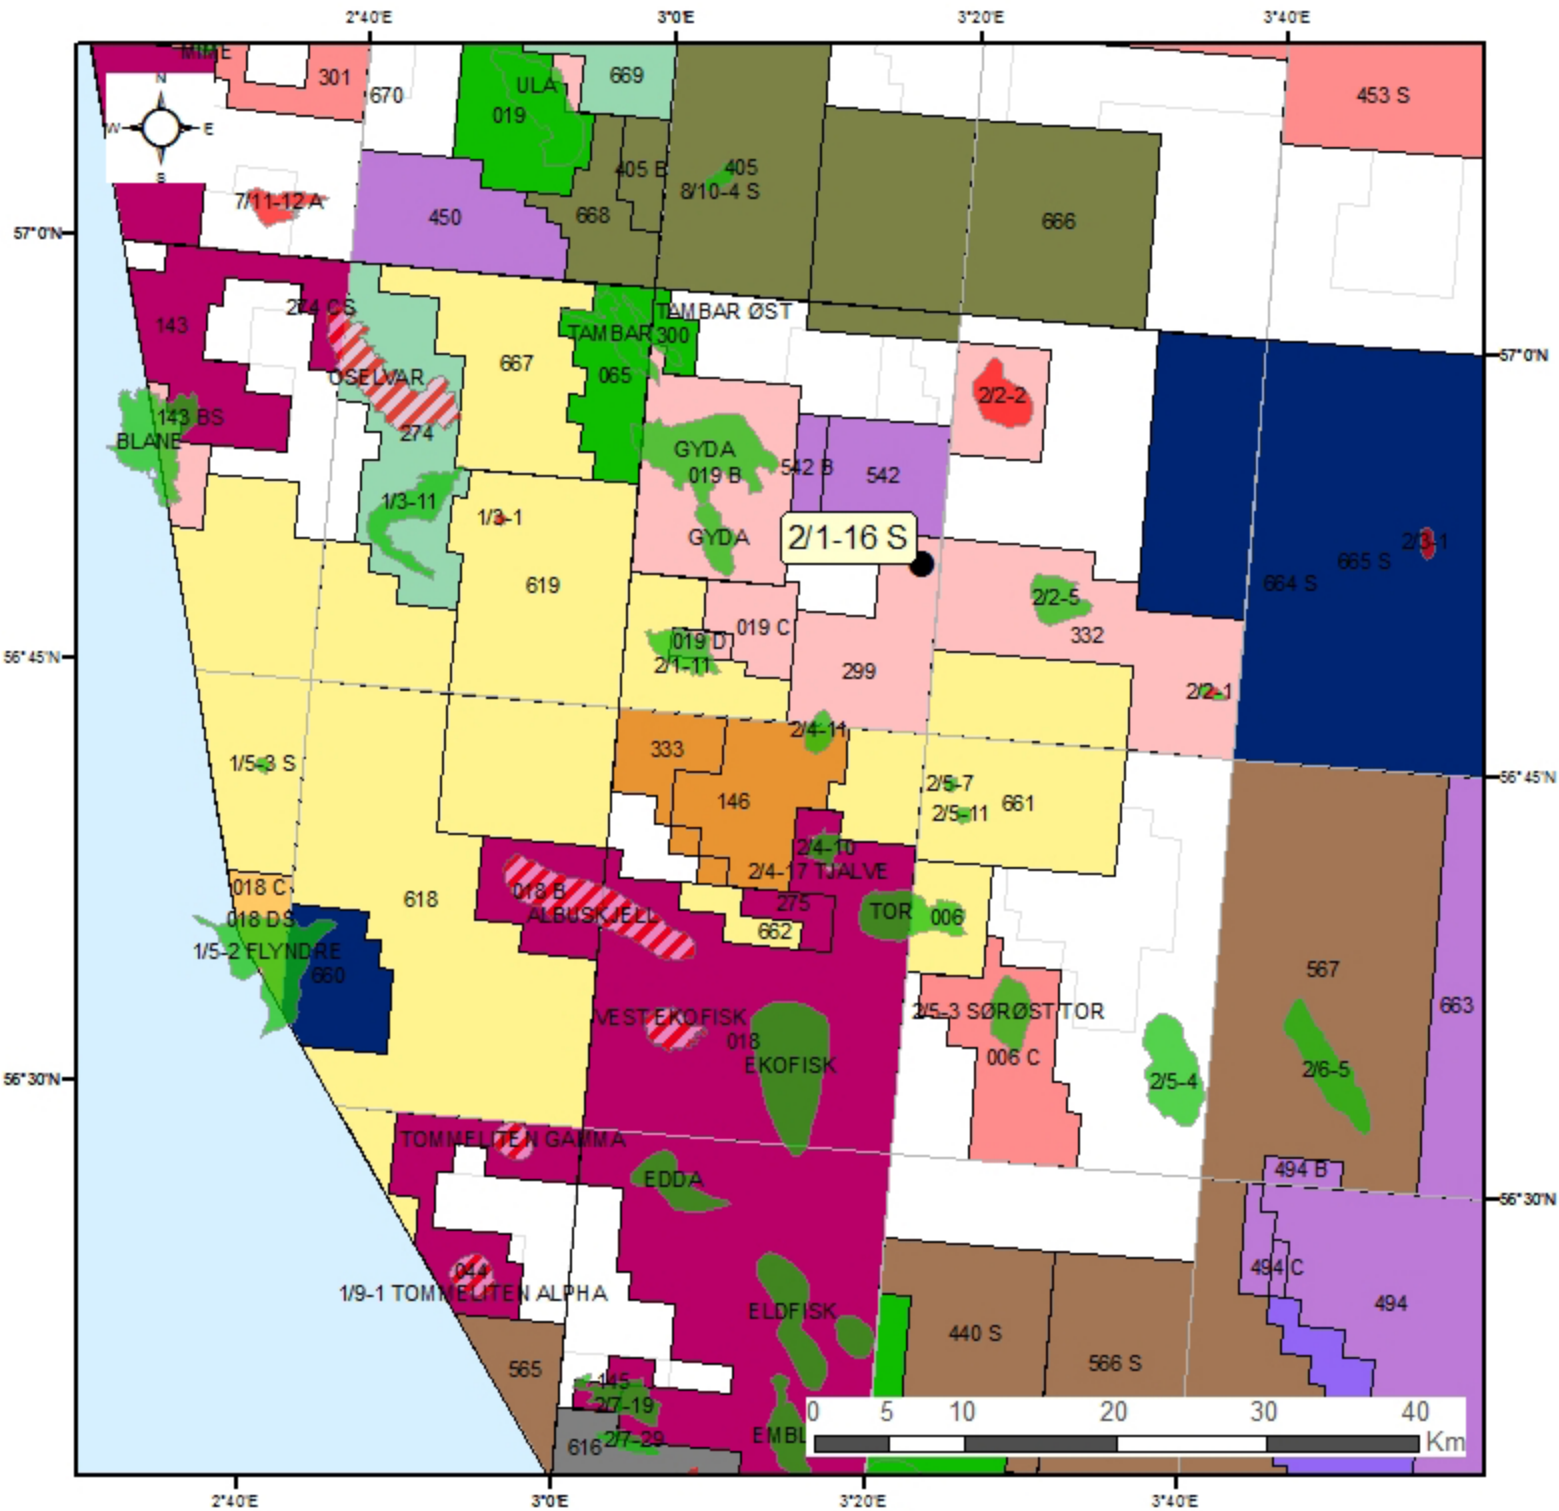 2°40'E 3°0'E 3°20'E 3°40'E
MIME
301
670
ULA
669
019
453 S
N
W E
S
405 B
405
8/10-4 S
7/11-12 A
450
668
666
57°0'N
274 CS
143
TAMBAR ØST
TAMBAR 300
57°0'N
667
065
OSELVAR
2/2-2
143 BS
BLANE
274
GYDA
019 B
542 B
542
1/3-11
1/3-1
GYDA
2/1-16 S
2/3-1
665 S
664 S
619
2/2-5
332
019 C
019 D
2/1-11
56°45'N
299
2/2-1
2/4-11
333
1/5-3 S
146
2/5-7
661
2/5-11
56°45'N
2/4-10
2/4-17 TJALVE
018 C
018 B
618
275
018 DS
ALBUSKJELL
TOR
006
662
1/5-2 FLYNDRE
660
567
663
VEST EKOFISK
018
2/5-3 SØRØST TOR
006 C
EKOFISK
56°30'N
2/5-4
2/6-5
TOMMELITEN GAMMA
EDDA
494 B
56°30'N
044
1/9-1 TOMMELITEN ALPHA
494 C
ELDFISK
494
440 S
566 S
565
145
2/7-19
616
2/7-29
EMBL
0 5 10 20 30 40
Km
2°40'E 3°0'E 3°20'E 3°40'E